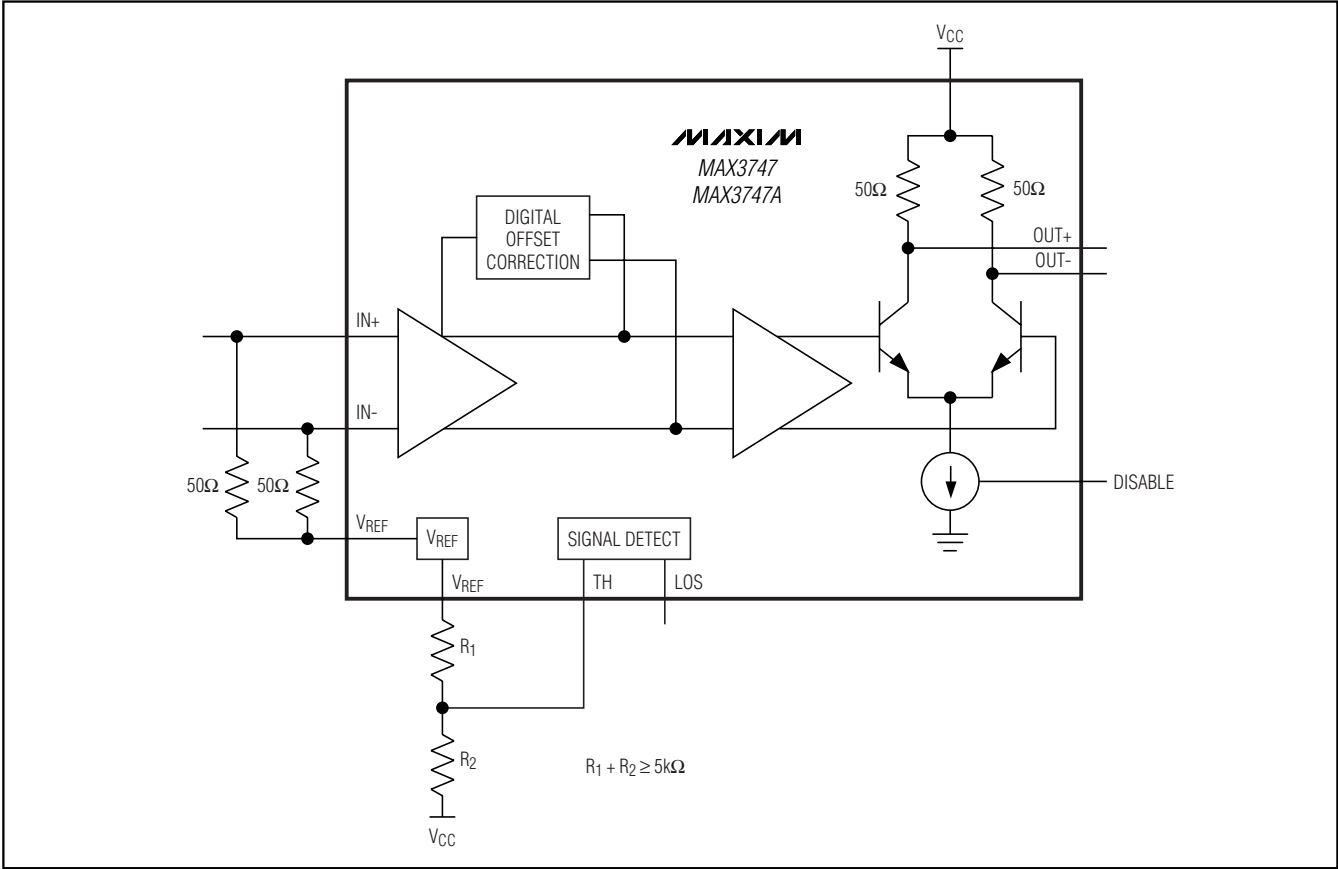 VCC
MAXIM
MAX3747
MAX3747A
50Ω
50Ω
DIGITAL
OFFSET
CORRECTION
OUT+
OUT-
IN+
IN-
50Ω
50Ω
DISABLE
VREF
VREF
SIGNAL DETECT
VREF
TH
LOS
R1
R2
R1 + R2 ≥ 5kΩ
VCC